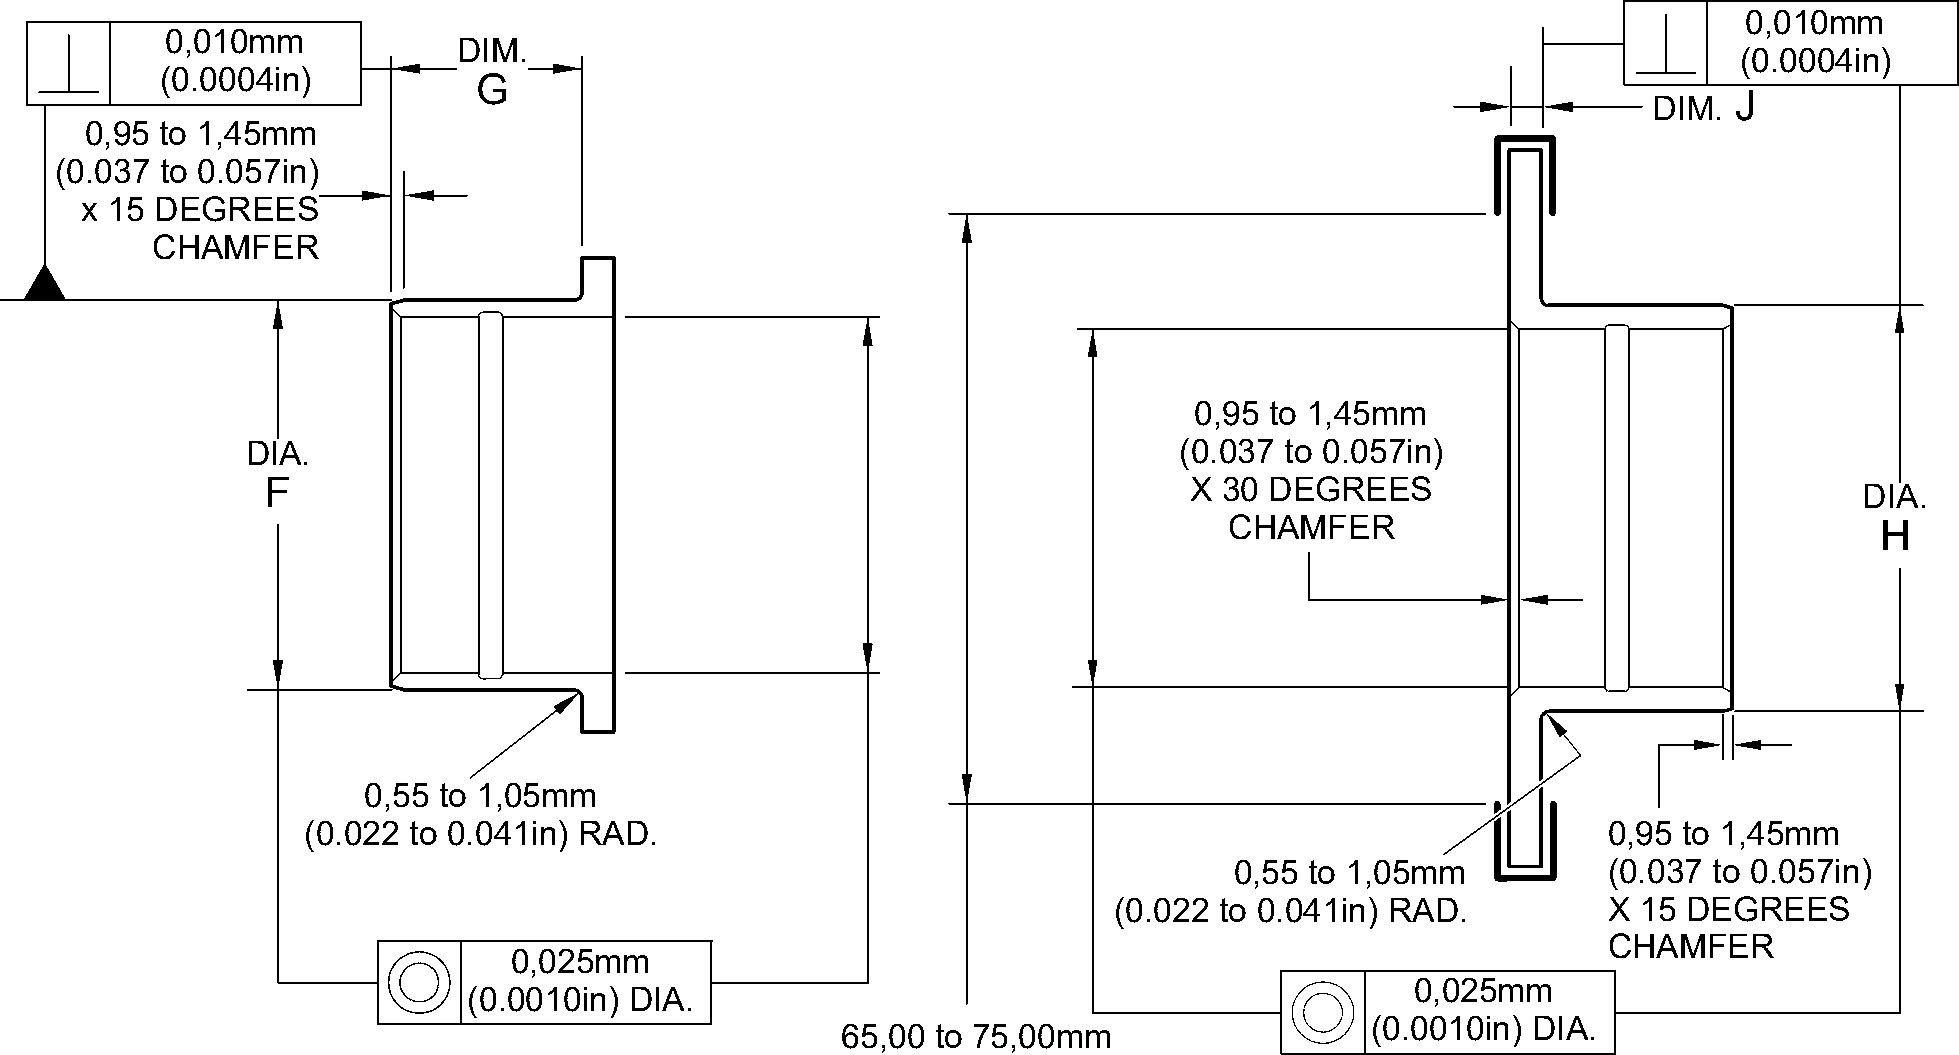 0,010mm
(0.0004in)
DIM.
G
0,95 to 1,45mm
(0.037 to 0.057in)
x 15 DEGREES
CHAMFER
DIA.
F
0,55 to 1,05mm
(0.022 to 0.041in) RAD.
0,025mm
(0.0010in) DIA.
0,010mm
(0.0004in)
DIM. J
0,95 to 1,45mm
(0.037 to 0.057in)
X 30 DEGREES
CHAMFER
DIA.
H
0,55 to 1,05mm
(0.022 to 0.041in) RAD.
0,95 to 1,45mm
(0.037 to 0.057in)
X 15 DEGREES
CHAMFER
65,00 to 75,00mm
0,025mm
(0.0010in) DIA.